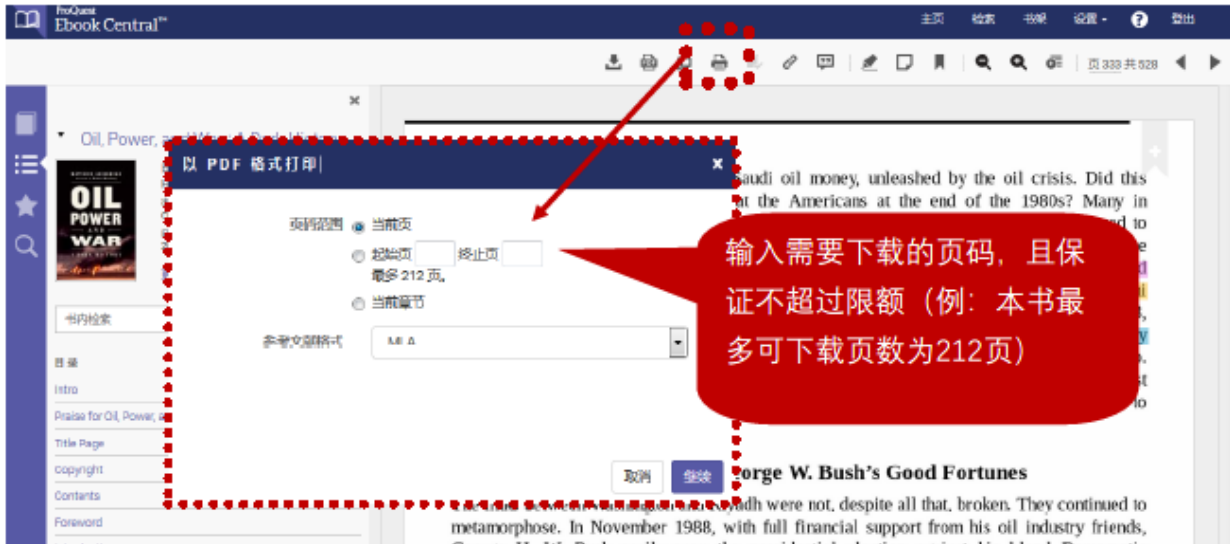 ProQuest
Ebook Central™
主页 检索 书架 设置 ? 登出
页 333 共 528
Oil, Power, and War: A Dark History
OIL
POWER
AND
WAR
书内检索
目录
Intro
Praise for Oil, Power, a
Title Page
Copyright
Contents
Foreword
以 PDF 格式打印
页码范围 当前页
起始页 终止页
最多 212 页。
当前章节
参考文献格式 MLA
取消 继续
输入需要下载的页码，且保
证不超过限额（例：本书最
多可下载页数为212页）
Saudi oil money, unleashed by the oil crisis. Did this
at the Americans at the end of the 1980s? Many in
orge W. Bush's Good Fortunes
were not, despite all that, broken. They continued to
metamorphose. In November 1988, with full financial support from his oil industry friends,